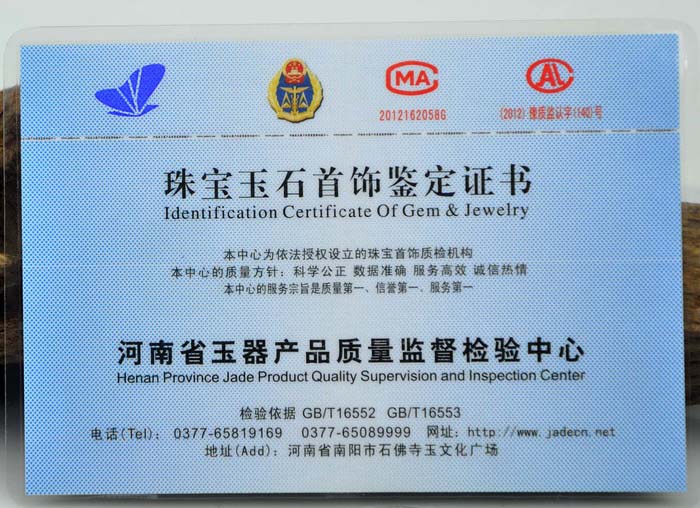 MA
2012162058G
AL
(2012)豫质监认字(140)号
珠宝玉石首饰鉴定证书
Identification Certificate Of Gem & Jewelry
本中心为依法授权设立的珠宝首饰质检机构
本中心的质量方针：科学公正 数据准确 服务高效 诚信热情
本中心的服务宗旨是质量第一、信誉第一、服务第一
河南省玉器产品质量监督检验中心
Henan Province Jade Product Quality Supervision and Inspection Center
检验依据 GB/T16552 GB/T16553
电话(Tel): 0377-65819169 0377-65089999 网址: http://www.jadecn.net
地址(Add): 河南省南阳市石佛寺玉文化广场